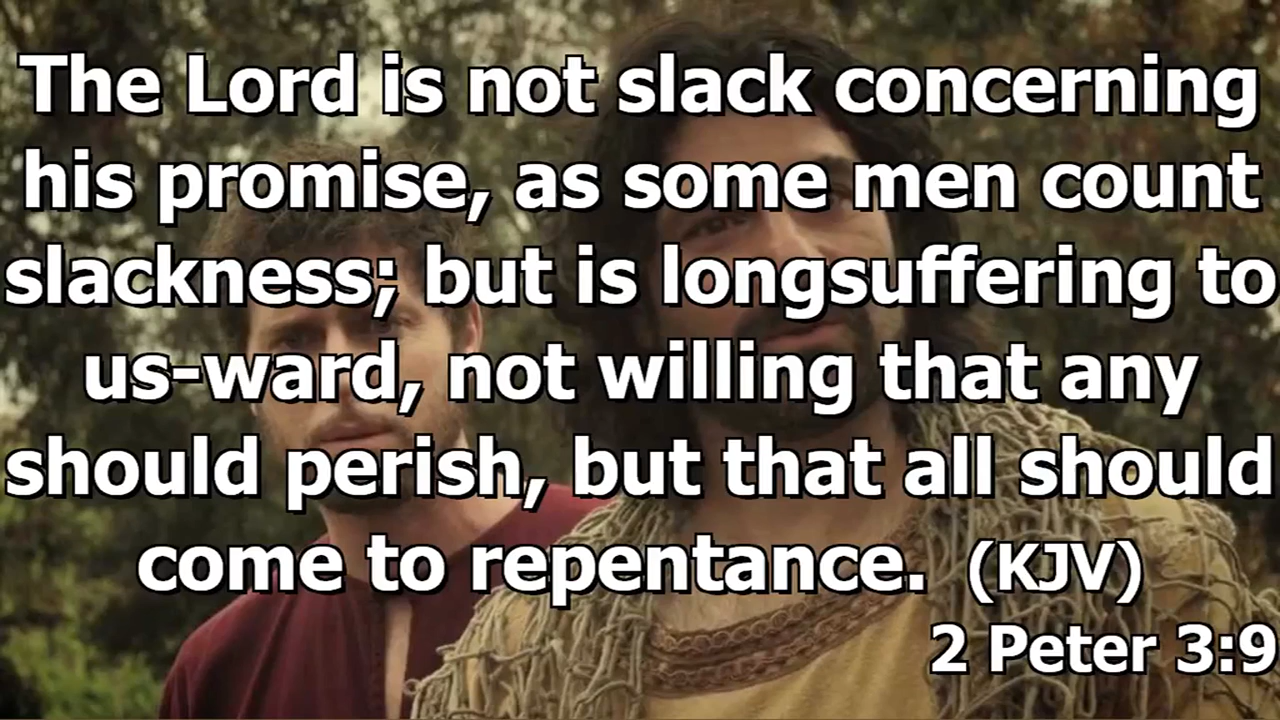 The Lord is not slack concerning
his promise, as some men count
slackness; but is longsuffering to
us-ward, not willing that any
should perish, but that all should
come to repentance. (KJV)
2 Peter 3:9